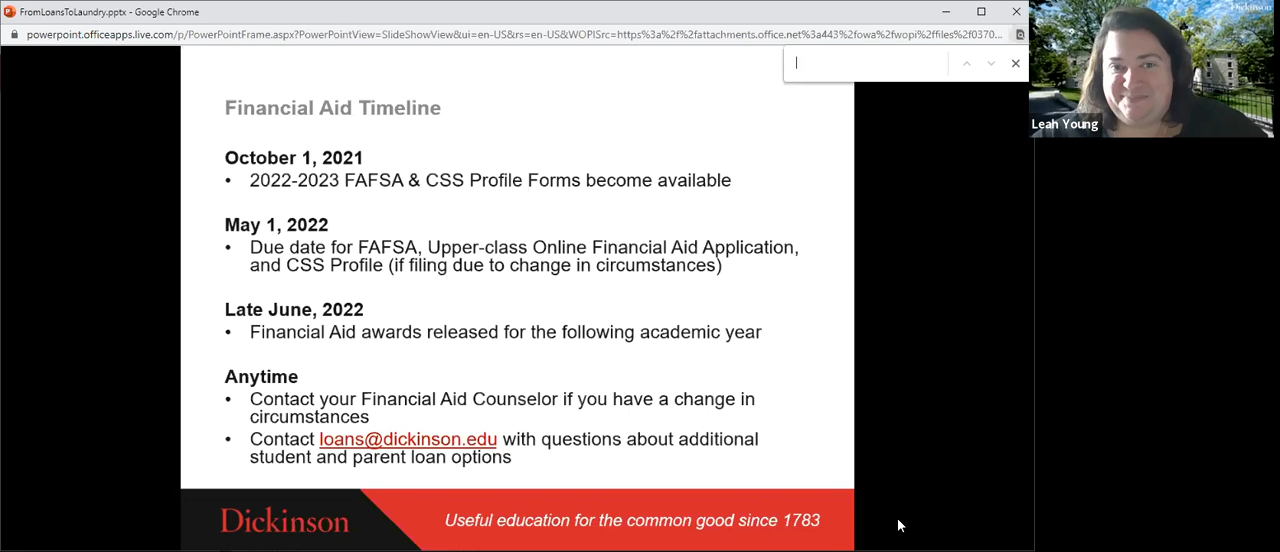 FromLoansToLaundry.pptx - Google Chrome
powerpoint.officeapps.live.com/p/PowerPointFrame.aspx?PowerPointView=SlideShowView&ui=en-US&rs=en-US&WOPISrc=https%3a%2f%2fattachments.office.net%3a443%2fowa%2fwopi%2ffiles%2f0370...
Dickinson
Leah Young
Financial Aid Timeline
October 1, 2021
• 2022-2023 FAFSA & CSS Profile Forms become available
May 1, 2022
• Due date for FAFSA, Upper-class Online Financial Aid Application,
and CSS Profile (if filing due to change in circumstances)
Late June, 2022
• Financial Aid awards released for the following academic year
Anytime
• Contact your Financial Aid Counselor if you have a change in
circumstances
• Contact loans@dickinson.edu with questions about additional
student and parent loan options
Dickinson
Useful education for the common good since 1783